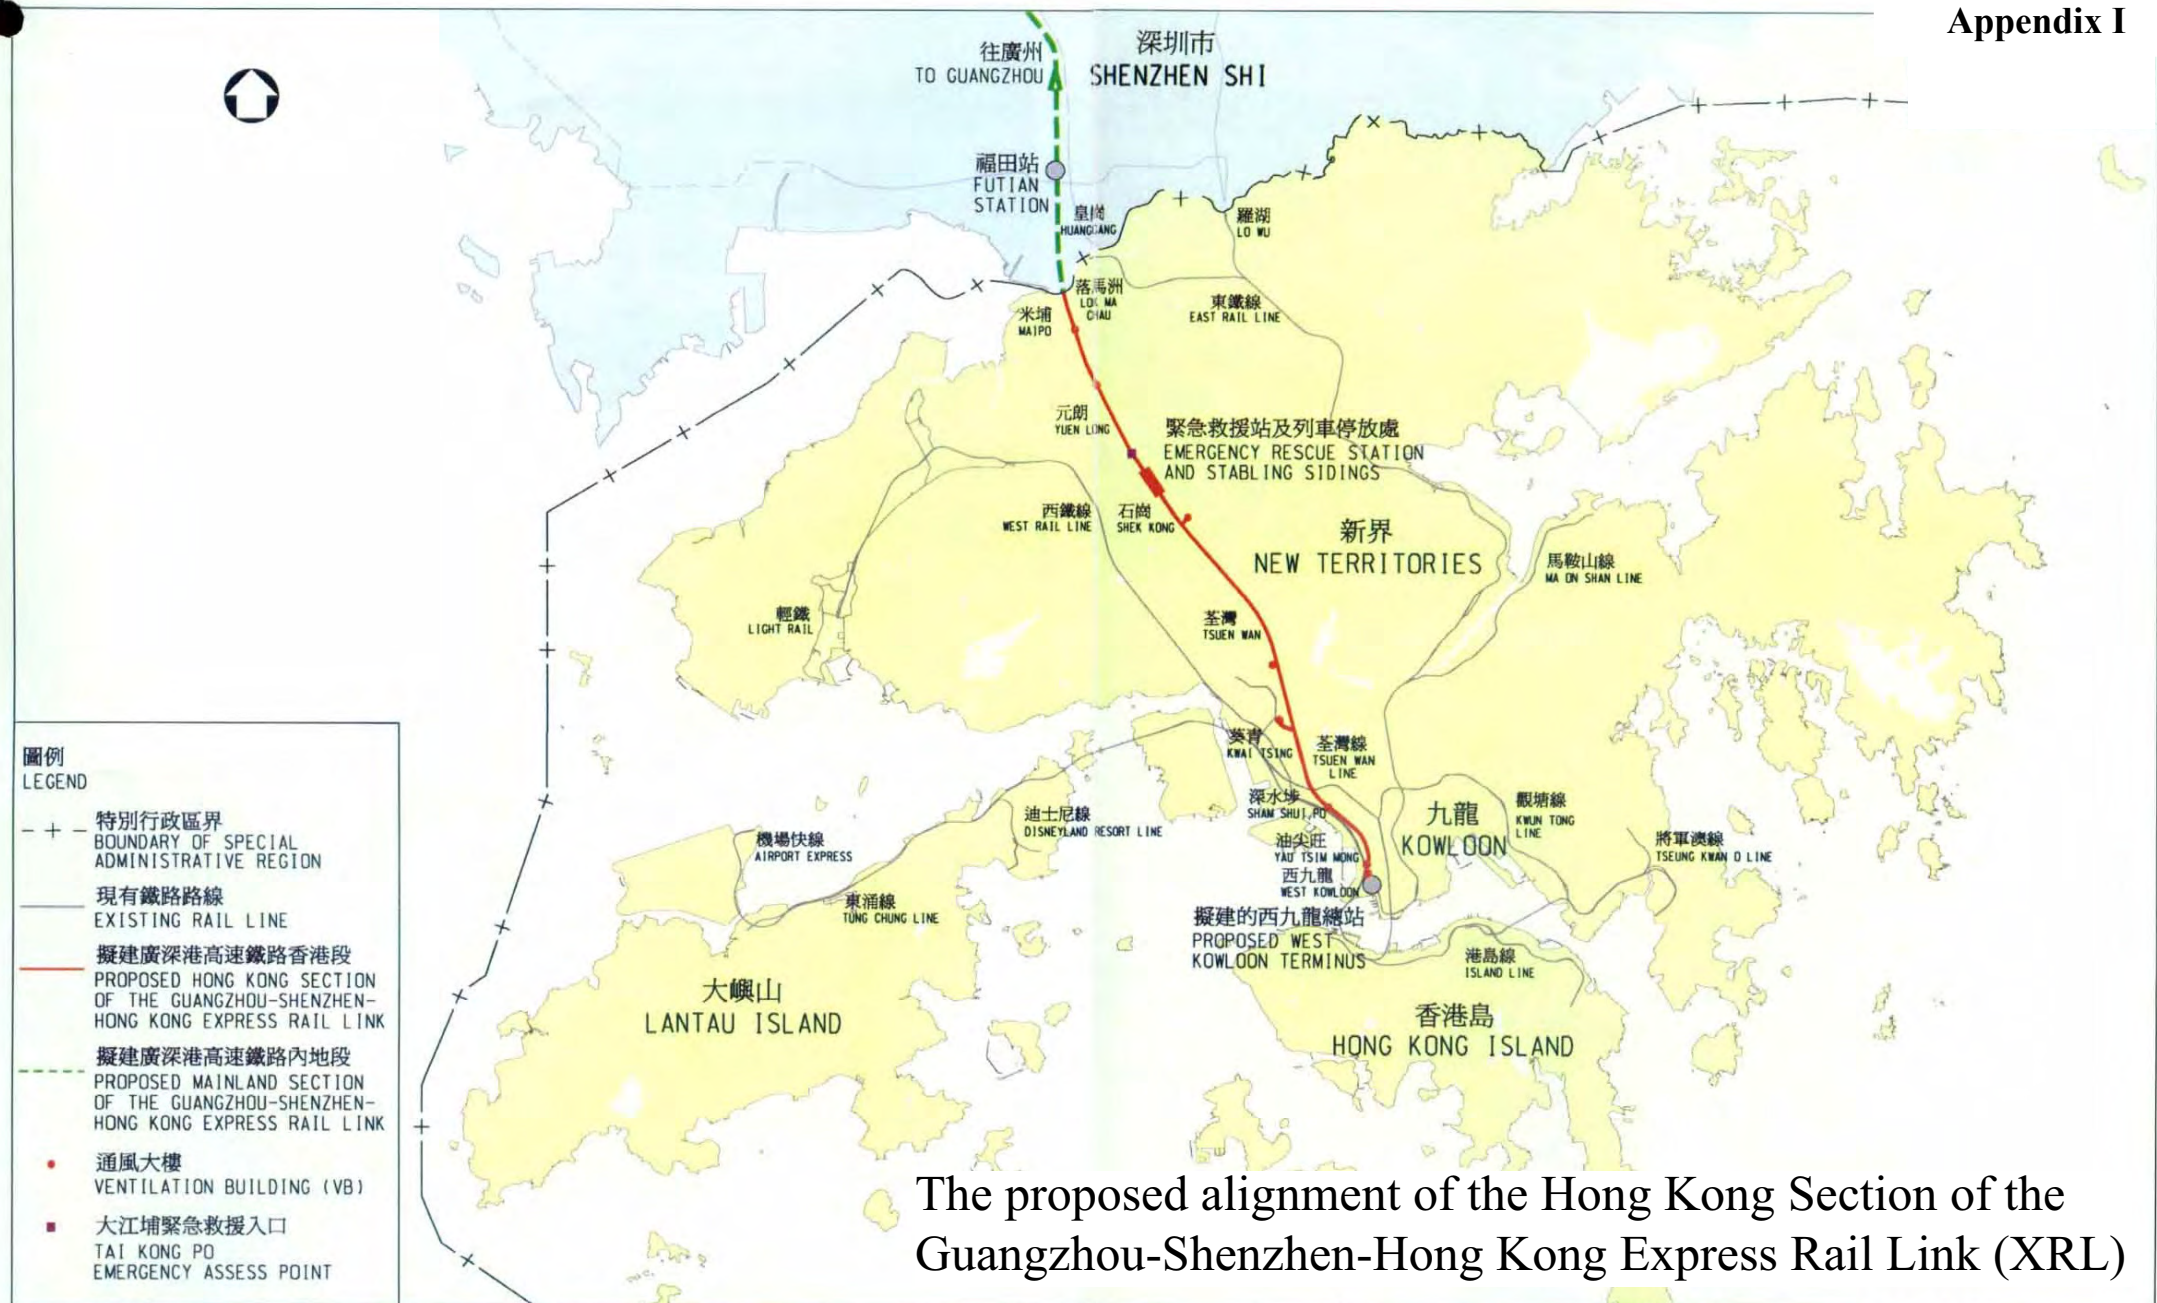 Appendix I
往廣州
TO GUANGZHOU
深圳市
SHENZHEN SHI
福田站
FUTIAN
STATION
皇崗
HUANGGANG
羅湖
LO WU
落馬洲
LOK MA
CHAU
米埔
MAIPO
東鐵線
EAST RAIL LINE
元朗
YUEN LONG
緊急救援站及列車停放處
EMERGENCY RESCUE STATION
AND STABLING SIDINGS
西鐵線
WEST RAIL LINE
石崗
SHEK KONG
新界
NEW TERRITORIES
馬鞍山線
MA ON SHAN LINE
輕鐵
LIGHT RAIL
荃灣
TSUEN WAN
葵青
KWAI TSING
荃灣線
TSUEN WAN
LINE
深水埗
SHAM SHUI PO
九龍
KOWLOON
觀塘線
KWUN TONG
LINE
將軍澳線
TSEUNG KWAN O LINE
油尖旺
YAU TSIM MONG
西九龍
WEST KOWLOON
擬建的西九龍總站
PROPOSED WEST
KOWLOON TERMINUS
迪士尼線
DISNEYLAND RESORT LINE
機場快線
AIRPORT EXPRESS
東涌線
TUNG CHUNG LINE
港島線
ISLAND LINE
大嶼山
LANTAU ISLAND
香港島
HONG KONG ISLAND
圖例
LEGEND
特別行政區界
BOUNDARY OF SPECIAL
ADMINISTRATIVE REGION
現有鐵路路線
EXISTING RAIL LINE
擬建廣深港高速鐵路香港段
PROPOSED HONG KONG SECTION
OF THE GUANGZHOU-SHENZHEN-
HONG KONG EXPRESS RAIL LINK
擬建廣深港高速鐵路內地段
PROPOSED MAINLAND SECTION
OF THE GUANGZHOU-SHENZHEN-
HONG KONG EXPRESS RAIL LINK
通風大樓
VENTILATION BUILDING (VB)
大江埔緊急救援入口
TAI KONG PO
EMERGENCY ASSESS POINT
The proposed alignment of the Hong Kong Section of the
Guangzhou-Shenzhen-Hong Kong Express Rail Link (XRL)